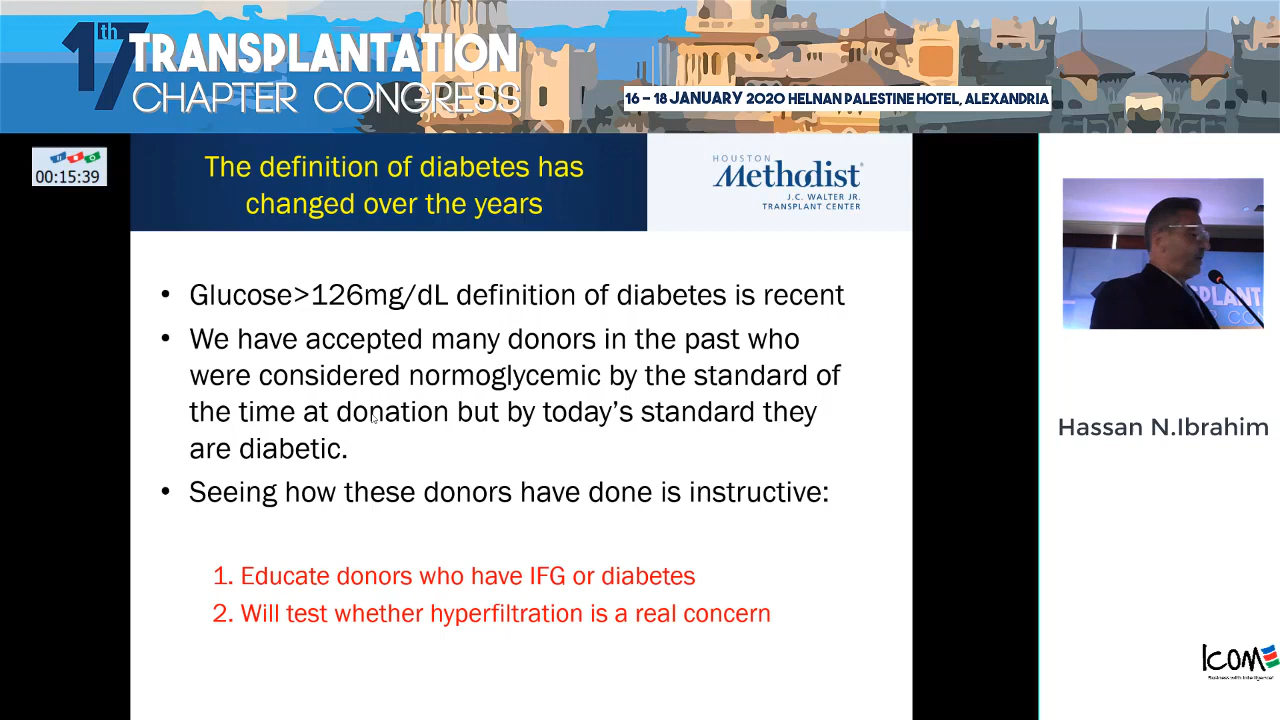 17th TRANSPLANTATION
CHAPTER CONGRESS
16 – 18 JANUARY 2020 HELNAN PALESTINE HOTEL, ALEXANDRIA
00:15:39
The definition of diabetes has
changed over the years
HOUSTON
Methodist
J.C. WALTER JR.
TRANSPLANT CENTER
• Glucose>126mg/dL definition of diabetes is recent
• We have accepted many donors in the past who
were considered normoglycemic by the standard of
the time at donation but by today's standard they
are diabetic.
• Seeing how these donors have done is instructive:
1. Educate donors who have IFG or diabetes
2. Will test whether hyperfiltration is a real concern
Hassan N.Ibrahim
ICOM
Business with Intelligence